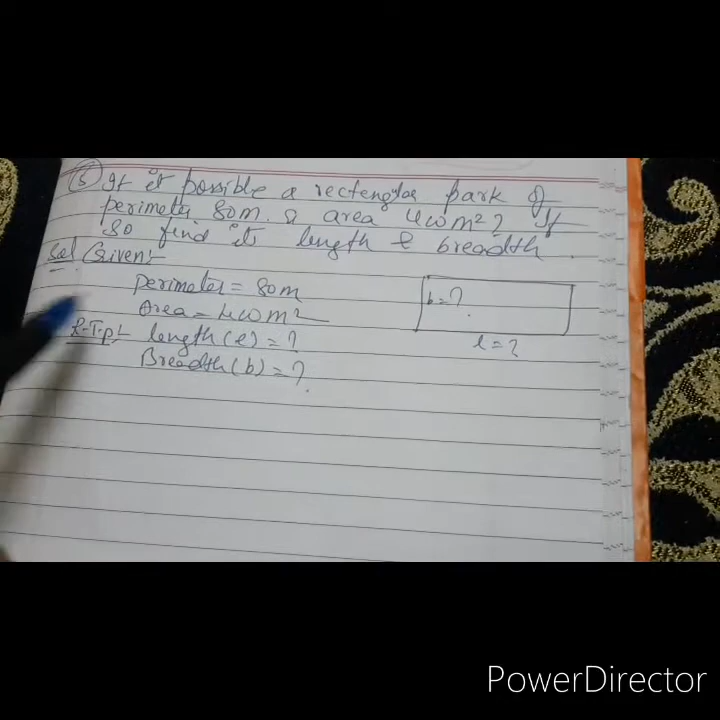 (5) Is it possible a rectangular park of
perimeter 80m. & area 400m²? If
so find its length & breadth.
Sol Given:-
perimeter = 80m
Area = 400m²
R.T.P:- length (l) = ?
Breadth (b) = ?
b=?
l=?
PowerDirector